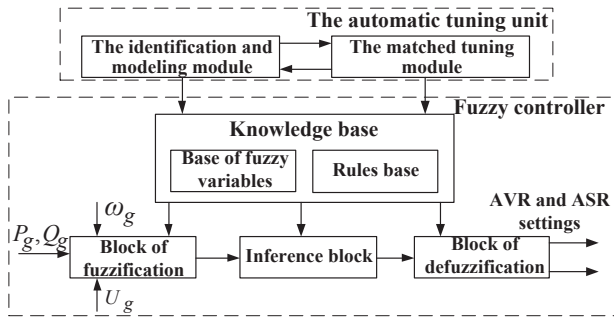 The automatic tuning unit
The identification and
modeling module
The matched tuning
module
Fuzzy controller
Knowledge base
Base of fuzzy
variables
Rules base
AVR and ASR
settings
ω_g
P_g, Q_g
Block of
fuzzification
Inference block
Block of
defuzzification
U_g